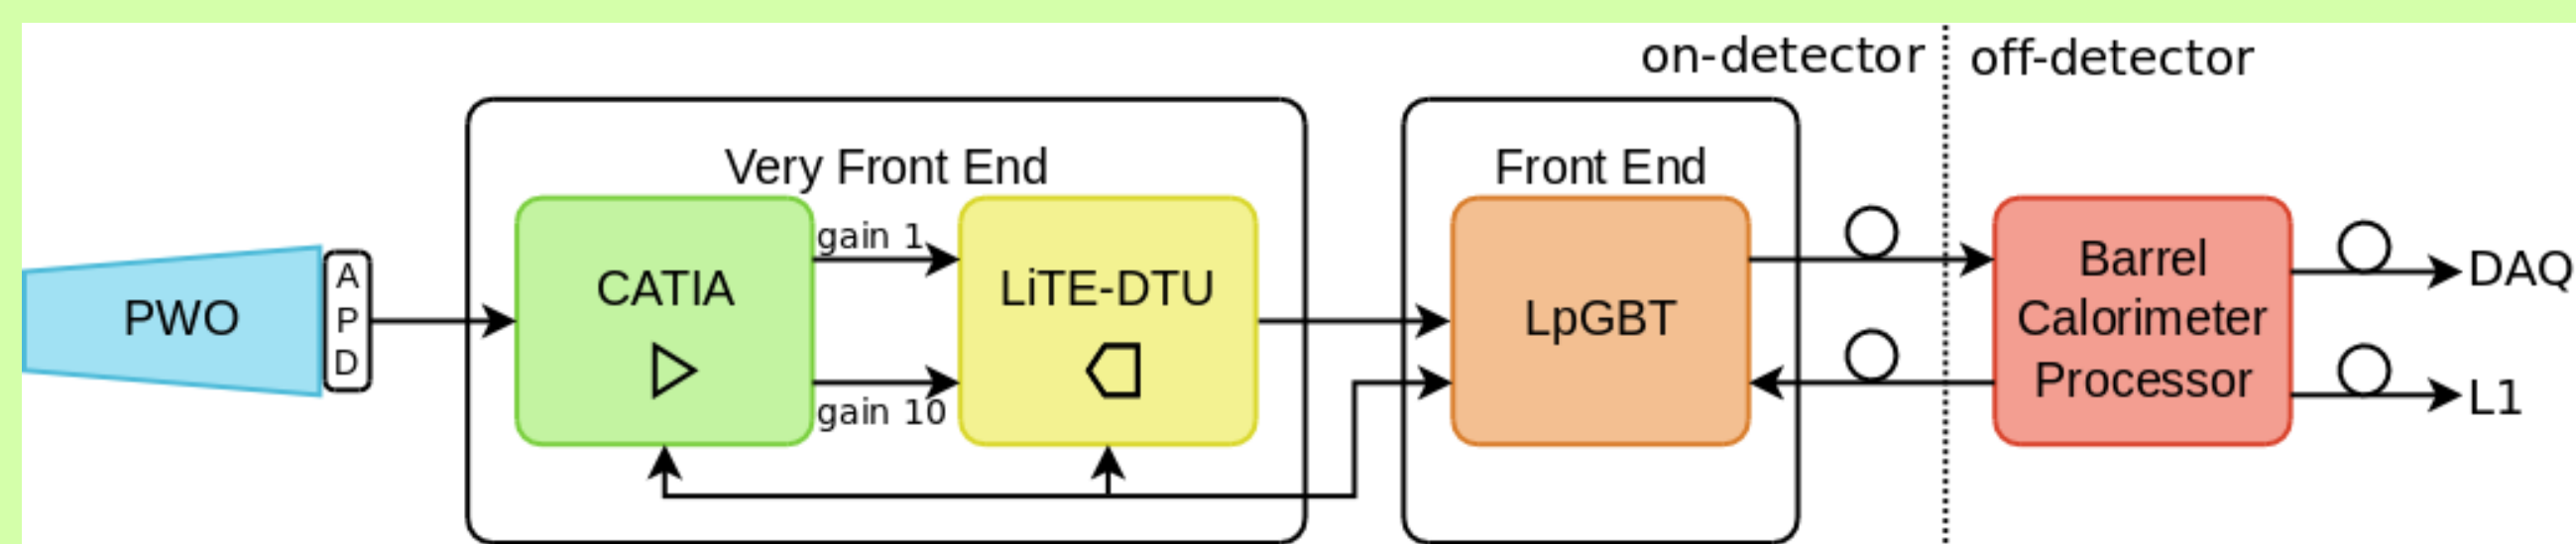 on-detector
off-detector
Very Front End
Front End
PWO
A
P
D
CATIA
gain 1
gain 10
LiTE-DTU
LpGBT
Barrel
Calorimeter
Processor
DAQ
L1